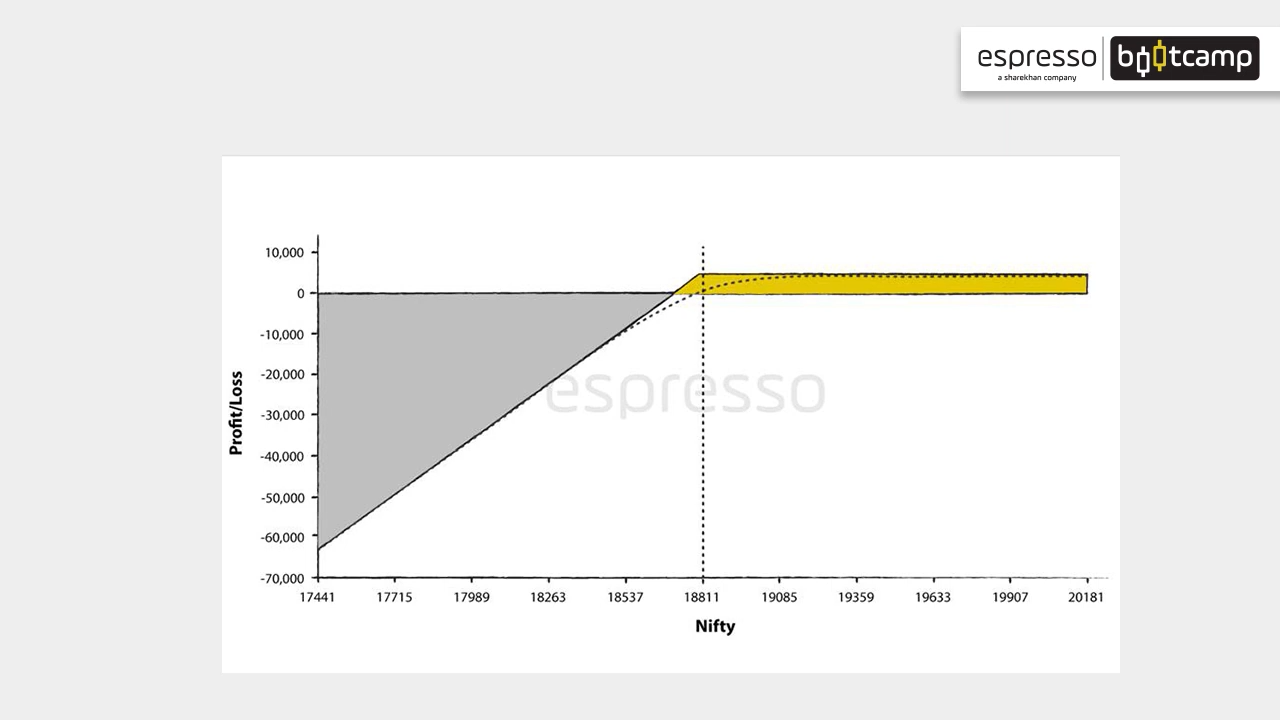 espresso
a sharekhan company
bootcamp
10,000
0
-10,000
-20,000
-30,000
-40,000
-50,000
-60,000
-70,000
Profit/Loss
espresso
17441 17715 17989 18263 18537 18811 19085 19359 19633 19907 20181
Nifty